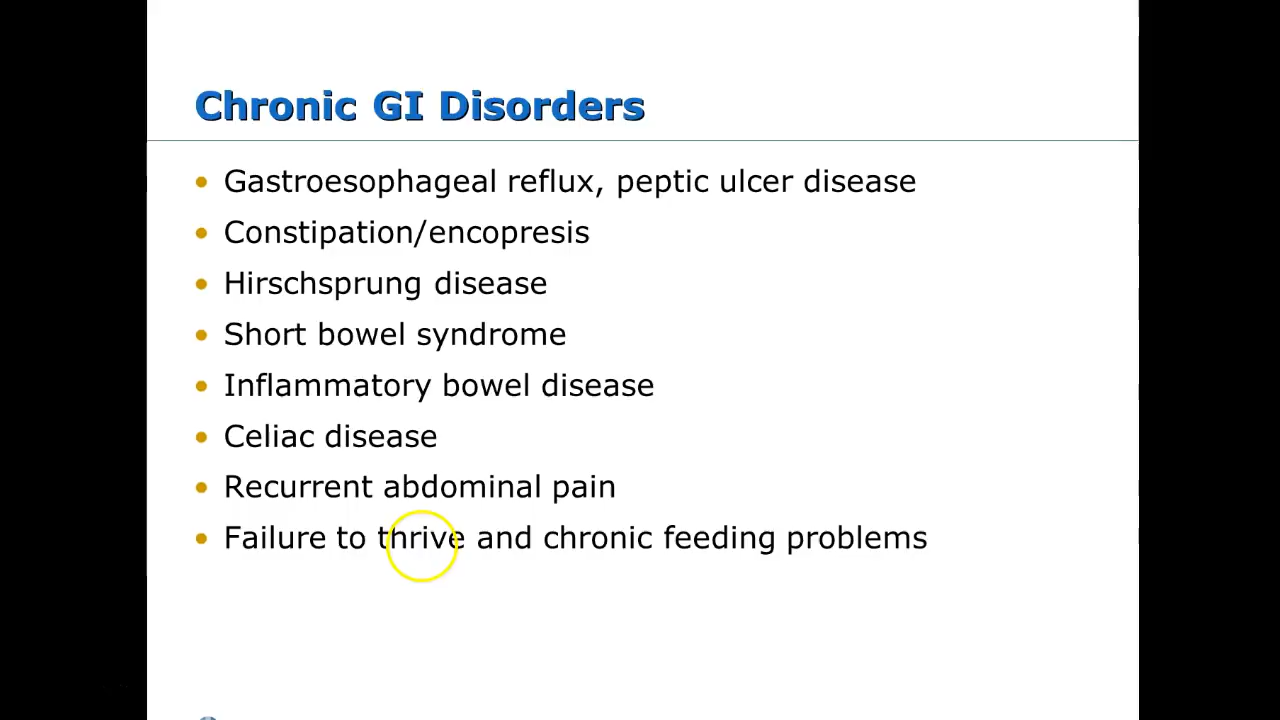 Chronic GI Disorders
• Gastroesophageal reflux, peptic ulcer disease
• Constipation/encopresis
• Hirschsprung disease
• Short bowel syndrome
• Inflammatory bowel disease
• Celiac disease
• Recurrent abdominal pain
• Failure to thrive and chronic feeding problems